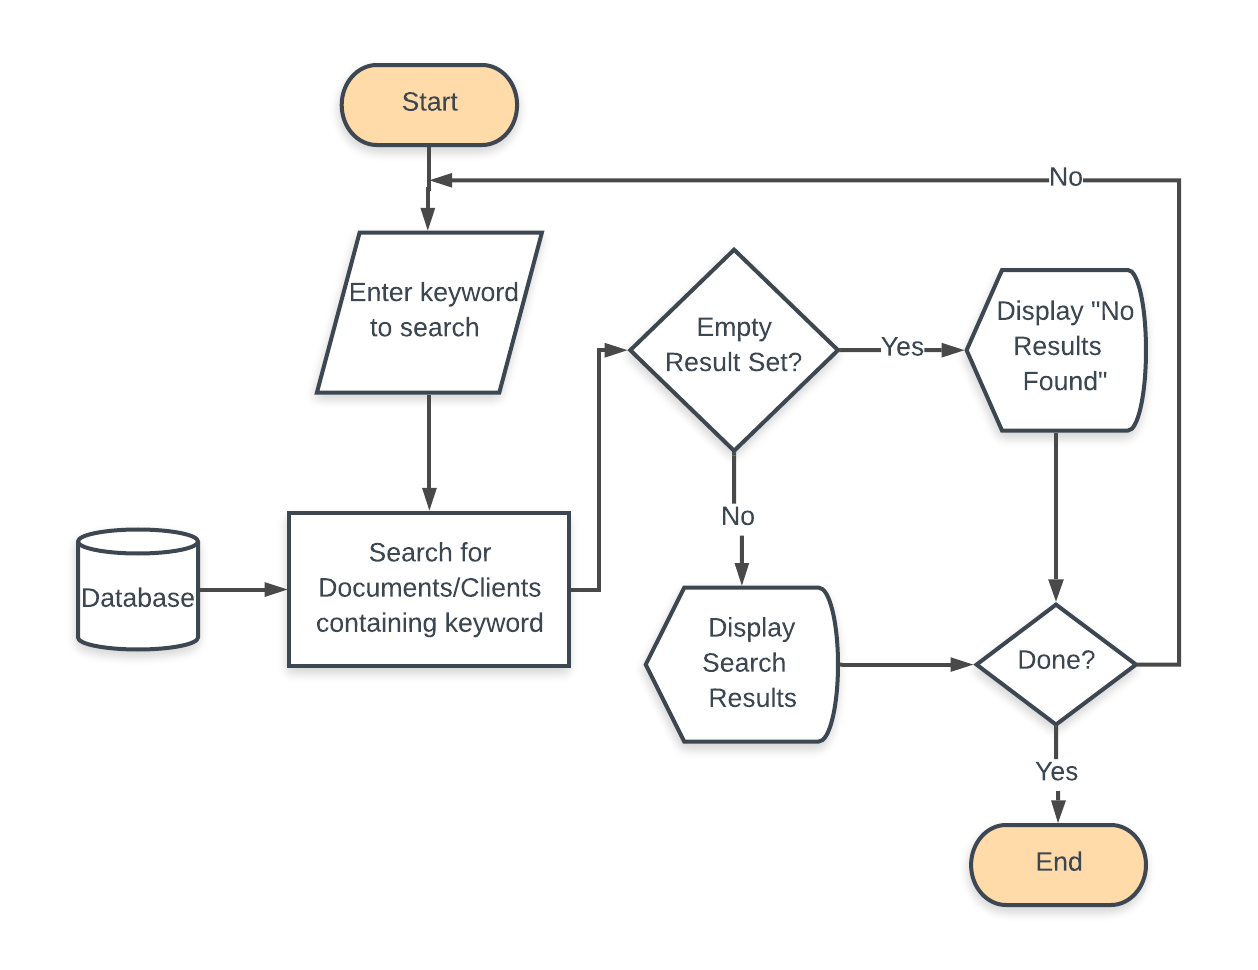 Start
No
Enter keyword
to search
Empty
Result Set?
Yes
Display "No
Results
Found"
No
Database
Search for
Documents/Clients
containing keyword
Display
Search
Results
Done?
Yes
End